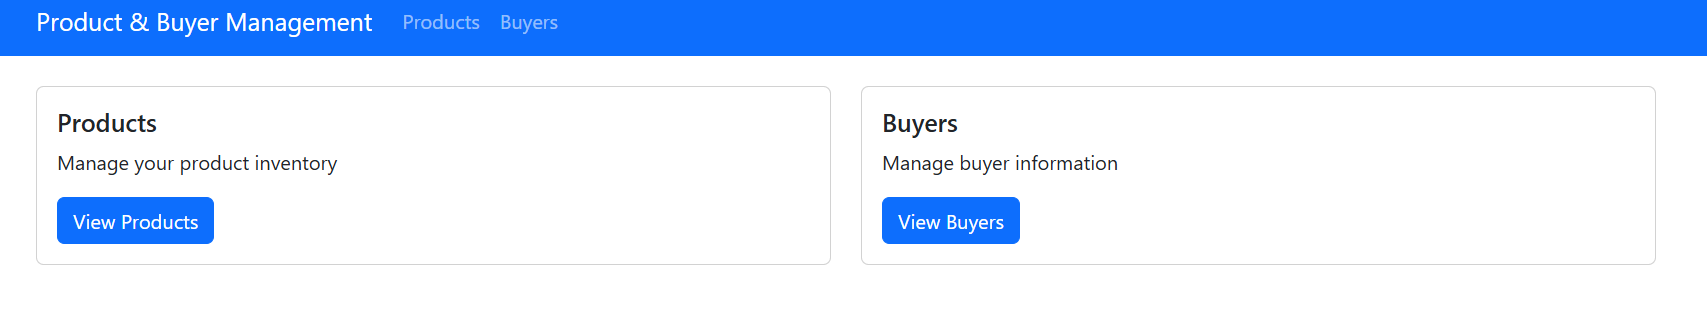 Product & Buyer Management Products Buyers
Products
Manage your product inventory
View Products
Buyers
Manage buyer information
View Buyers